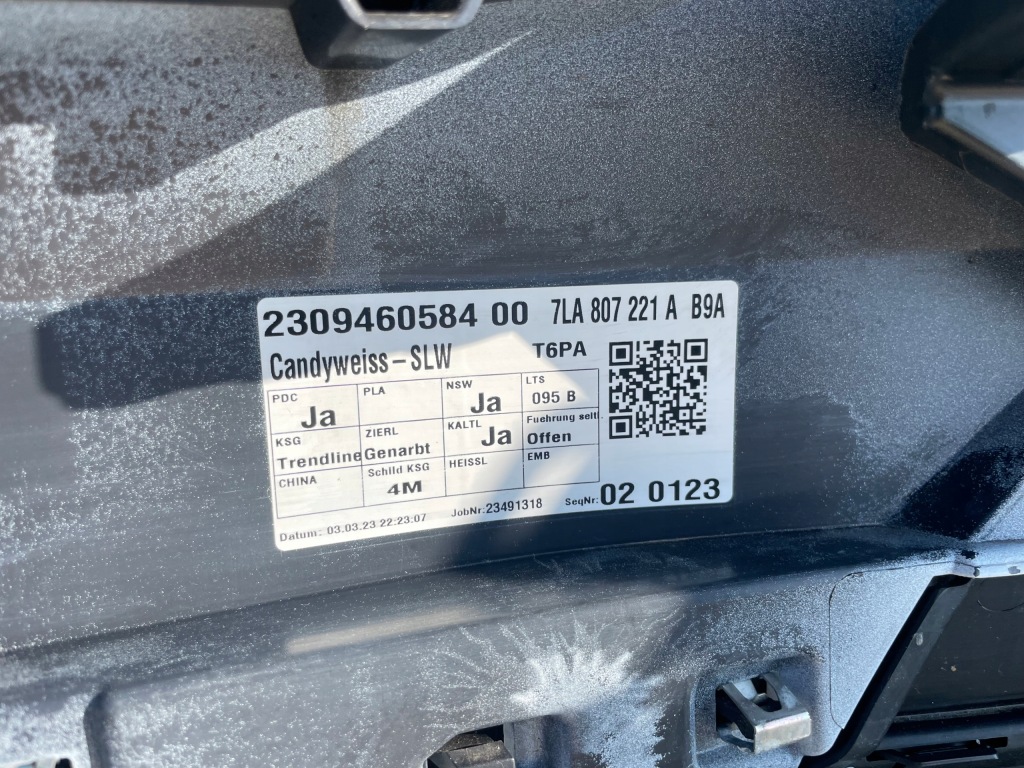 2309460584 00 7LA 807 221 A B9A
Candyweiss-SLW T6PA
PDC Ja PLA NSW Ja LTS 095 B
KSG Trendline ZIERL Genarbt KALTL Ja Fuehrung seitl Offen
CHINA Schild KSG 4M HEISSL EMB
Datum: 03.03.23 22:23:07 JobNr:23491318 SeqNr: 02 0123